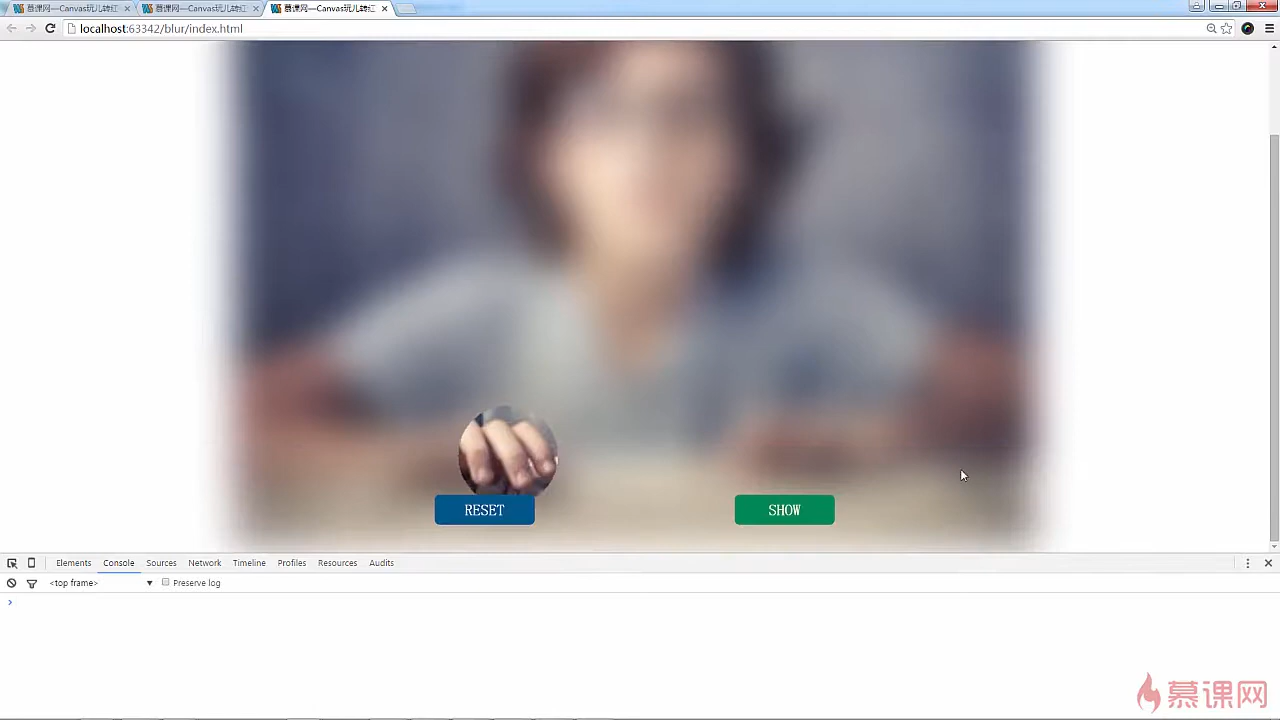 慕课网—Canvas玩儿转红
慕课网—Canvas玩儿转红
慕课网—Canvas玩儿转红
localhost:63342/blur/index.html
RESET
SHOW
Elements Console Sources Network Timeline Profiles Resources Audits
<top frame> Preserve log
慕课网